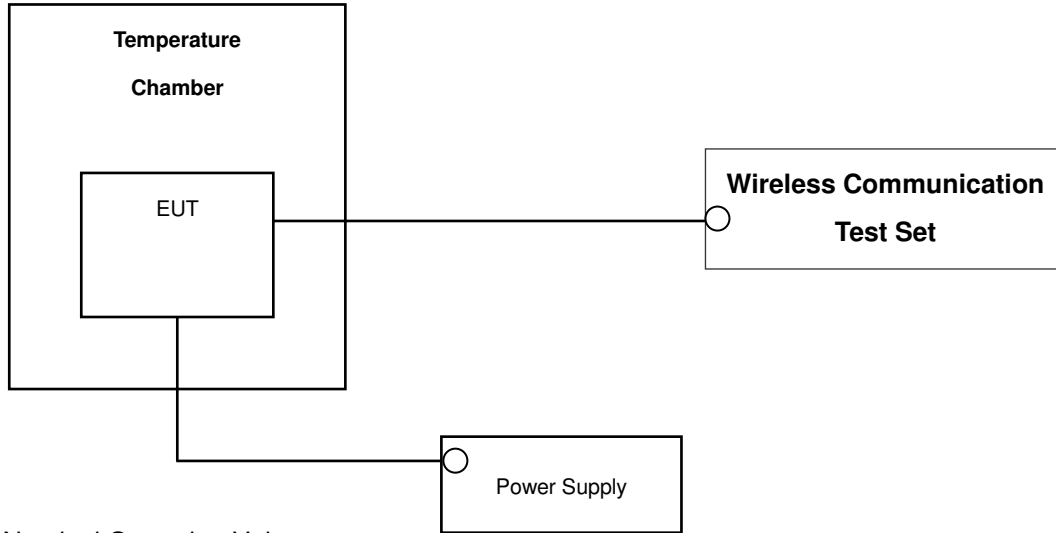 Temperature
Chamber
EUT
Wireless Communication
Test Set
Power Supply